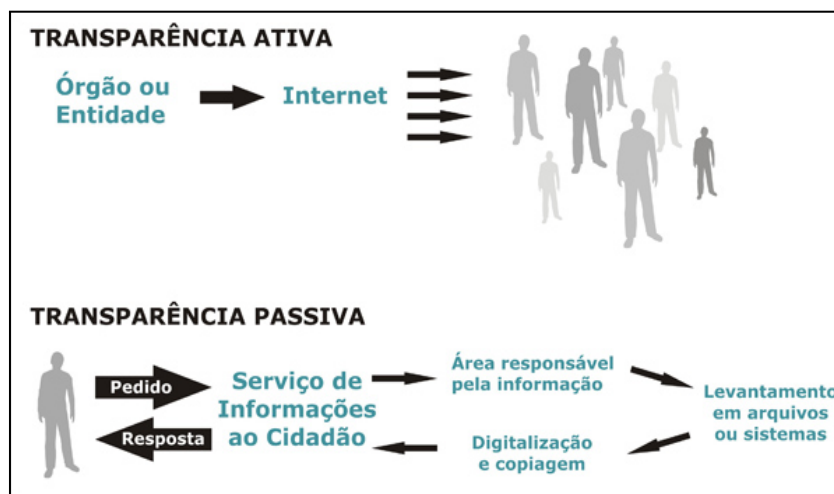 TRANSPARÊNCIA ATIVA
Órgão ou
Entidade
Internet
TRANSPARÊNCIA PASSIVA
Pedido
Resposta
Serviço de
Informações
ao Cidadão
Área responsável
pela informação
Levantamento
em arquivos
ou sistemas
Digitalização
e copiagem